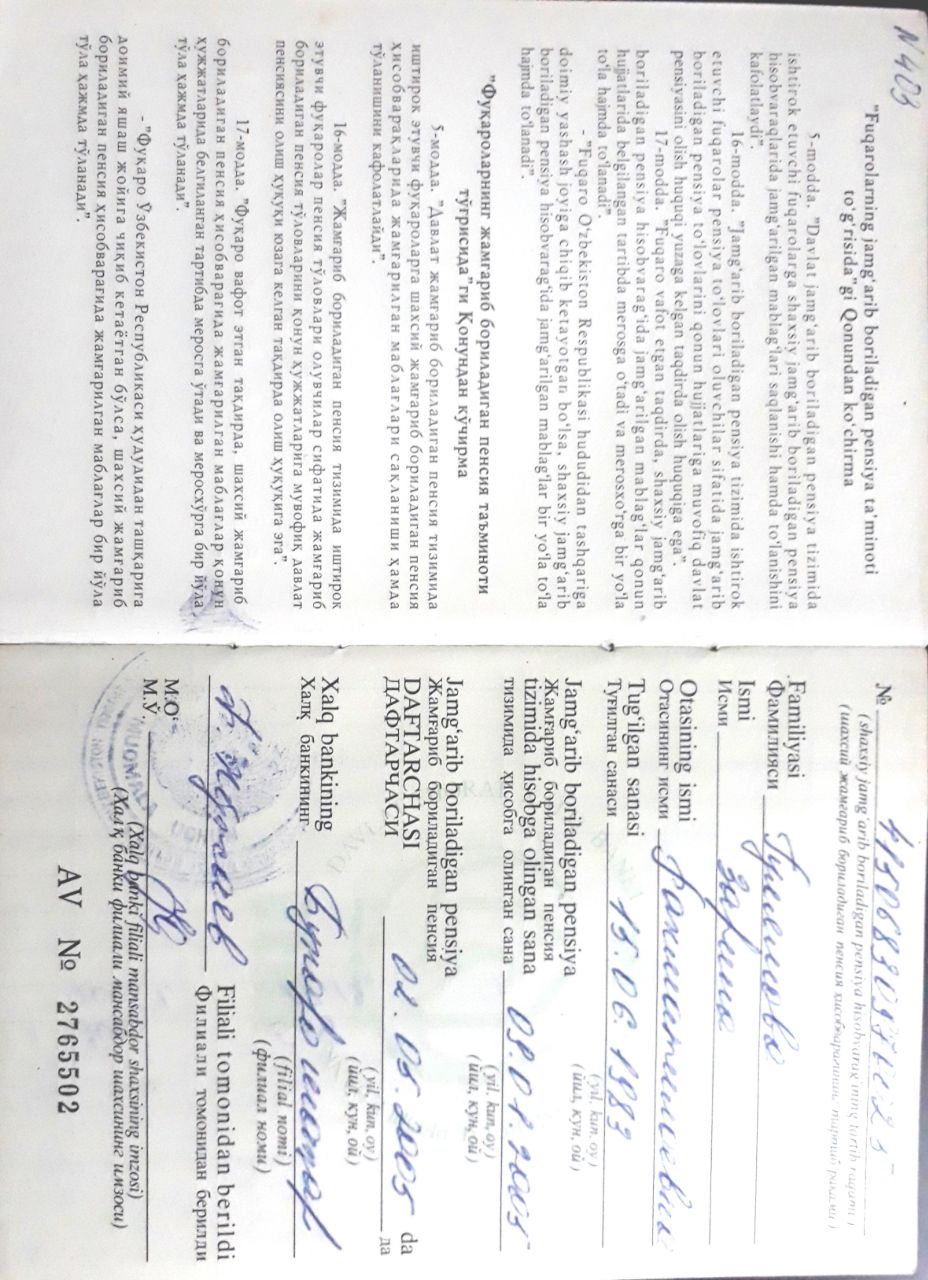 N 403
"Fuqarolarning jamg‘arib boriladigan pensiya ta'minoti
to‘g‘risida"gi Qonundan ko‘chirma
5-modda. "Davlat jamg‘arib boriladigan pensiya tizimida
ishtirok etuvchi fuqarolarga shaxsiy jamg‘arib boriladigan pensiya
hisobvaraqlarida jamg‘arilgan mablag‘lari saqlanishi hamda to‘lanishini
kafolatlaydi".
16-modda. "Jamg‘arib boriladigan pensiya tizimida ishtirok
etuvchi fuqarolar pensiya to‘lovlari oluvchilar sifatida jamg‘arib
boriladigan pensiya to‘lovlarini qonun hujjatlariga muvofiq davlat
pensiyasini olish huquqi yuzaga kelgan taqdirda olish huquqiga ega".
17-modda. "Fuqaro vafot etgan taqdirda, shaxsiy jamg‘arib
boriladigan pensiya hisobvarag‘ida jamg‘arilgan mablag‘lar qonun
hujjatlarida belgilangan tartibda merosga o‘tadi va merosxo‘rga bir yo‘la
to‘la hajmda to‘lanadi".
- "Fuqaro O‘zbekiston Respublikasi hududidan tashqariga
doimiy yashash joyiga chiqib ketayotgan bo‘lsa, shaxsiy jamg‘arib
boriladigan pensiya hisobvarag‘ida jamg‘arilgan mablag‘lar bir yo‘la to‘la
hajmda to‘lanadi".
"Фуқароларнинг жамғариб бориладиган пенсия таъминоти
тўғрисида"ги Қонундан кўчирма
5-модда. "Давлат жамғариб бориладиган пенсия тизимида
иштирок этувчи фуқароларга шахсий жамғариб бориладиган пенсия
ҳисобварақларида жамғарилган маблағлари сақланиши ҳамда
тўланишини кафолатлайди".
16-модда. "Жамғариб бориладиган пенсия тизимида иштирок
этувчи фуқаролар пенсия тўловлари олувчилар сифатида жамғариб
бориладиган пенсия тўловларини қонун ҳужжатларига мувофиқ давлат
пенсиясини олиш ҳуқуқи юзага келган тақдирда олиш ҳуқуқига эга".
17-модда. "Фуқаро вафот этган тақдирда, шахсий жамғариб
бориладиган пенсия ҳисобварағида жамғарилган маблағлар қонун
ҳужжатларида белгиланган тартибда меросга ўтади ва меросхўрга бир йўла
тўла ҳажмда тўланади".
- "Фуқаро Ўзбекистон Республикаси ҳудудидан ташқарига
доимий яшаш жойига чиқиб кетаётган бўлса, шахсий жамғариб
бориладиган пенсия ҳисобварағида жамғарилган маблағлар бир йўла
тўла ҳажмда тўланади".
№
(shaxsiy jamg‘arib boriladigan pensiya hisobvarag‘ining tartib raqami)
(шахсий жамғариб бориладиган пенсия ҳисобварағининг тартиб рақами)
Familiyasi
Фамилияси
Ismi Зарина
Исми
Otasining ismi
Отасининг исми
Tug‘ilgan sanasi 15.06.1983
Туғилган санаси
(yil, kun, oy)
(йил, кун, ой)
Jamg‘arib boriladigan pensiya
Жамғариб бориладиган пенсия
tizimida hisobga olingan sana 09.01.2005
тизимида ҳисобга олинган сана
(yil, kun, oy)
(йил, кун, ой)
Jamg‘arib boriladigan pensiya
Жамғариб бориладиган пенсия
DAFTARCHASI 02.05.2005 da
ДАФТАРЧАСИ да
(yil, kun, oy)
(йил, кун, ой)
Xalq bankining
Халқ банкининг
(filial nomi)
(филиал номи)
Filiali tomonidan berildi
Филиали томонидан берилди
M.O‘.
М.Ў.
(Xalq banki filiali mansabdor shaxsining imzosi)
(Халқ банки филиали мансабдор шахсининг имзоси)
AV № 2765502